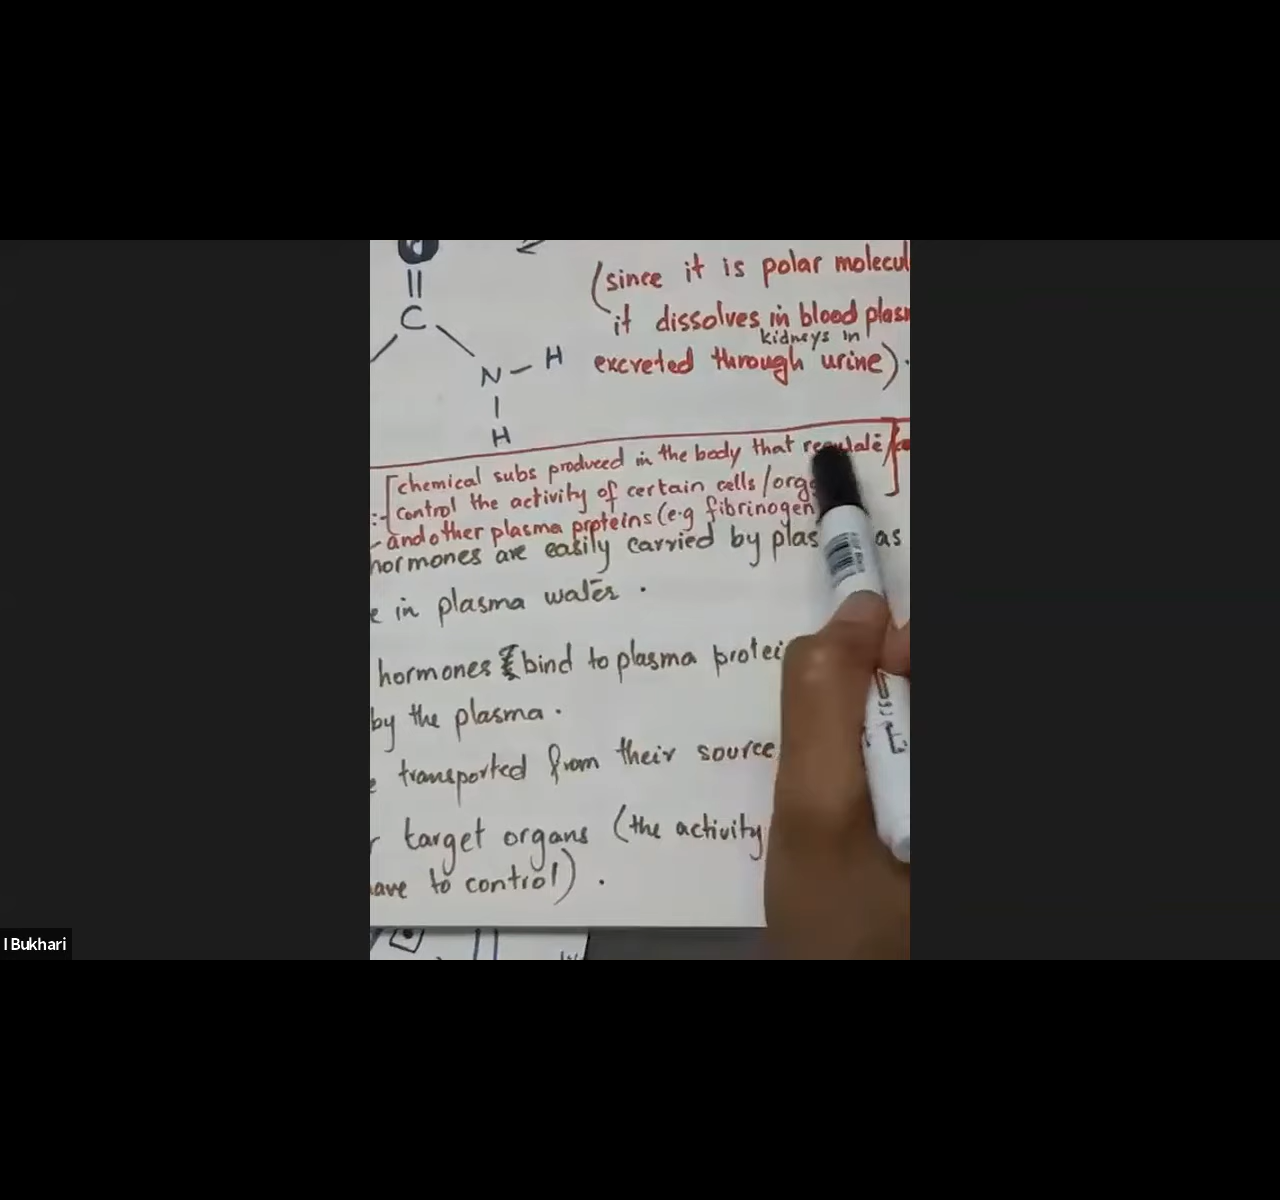 O
||
C
N - H
|
H
(since it is polar molecul
it dissolves in blood plasm
kidneys in
excreted through urine).
[chemical subs produced in the body that regulate/
:- control the activity of certain cells/orga
- and other plasma proteins (e.g fibrinogen
hormones are easily carried by plas as
e in plasma water.
hormones bind to plasma protei
by the plasma.
e transported from their source
r target organs (the activity
ave to control).
I Bukhari